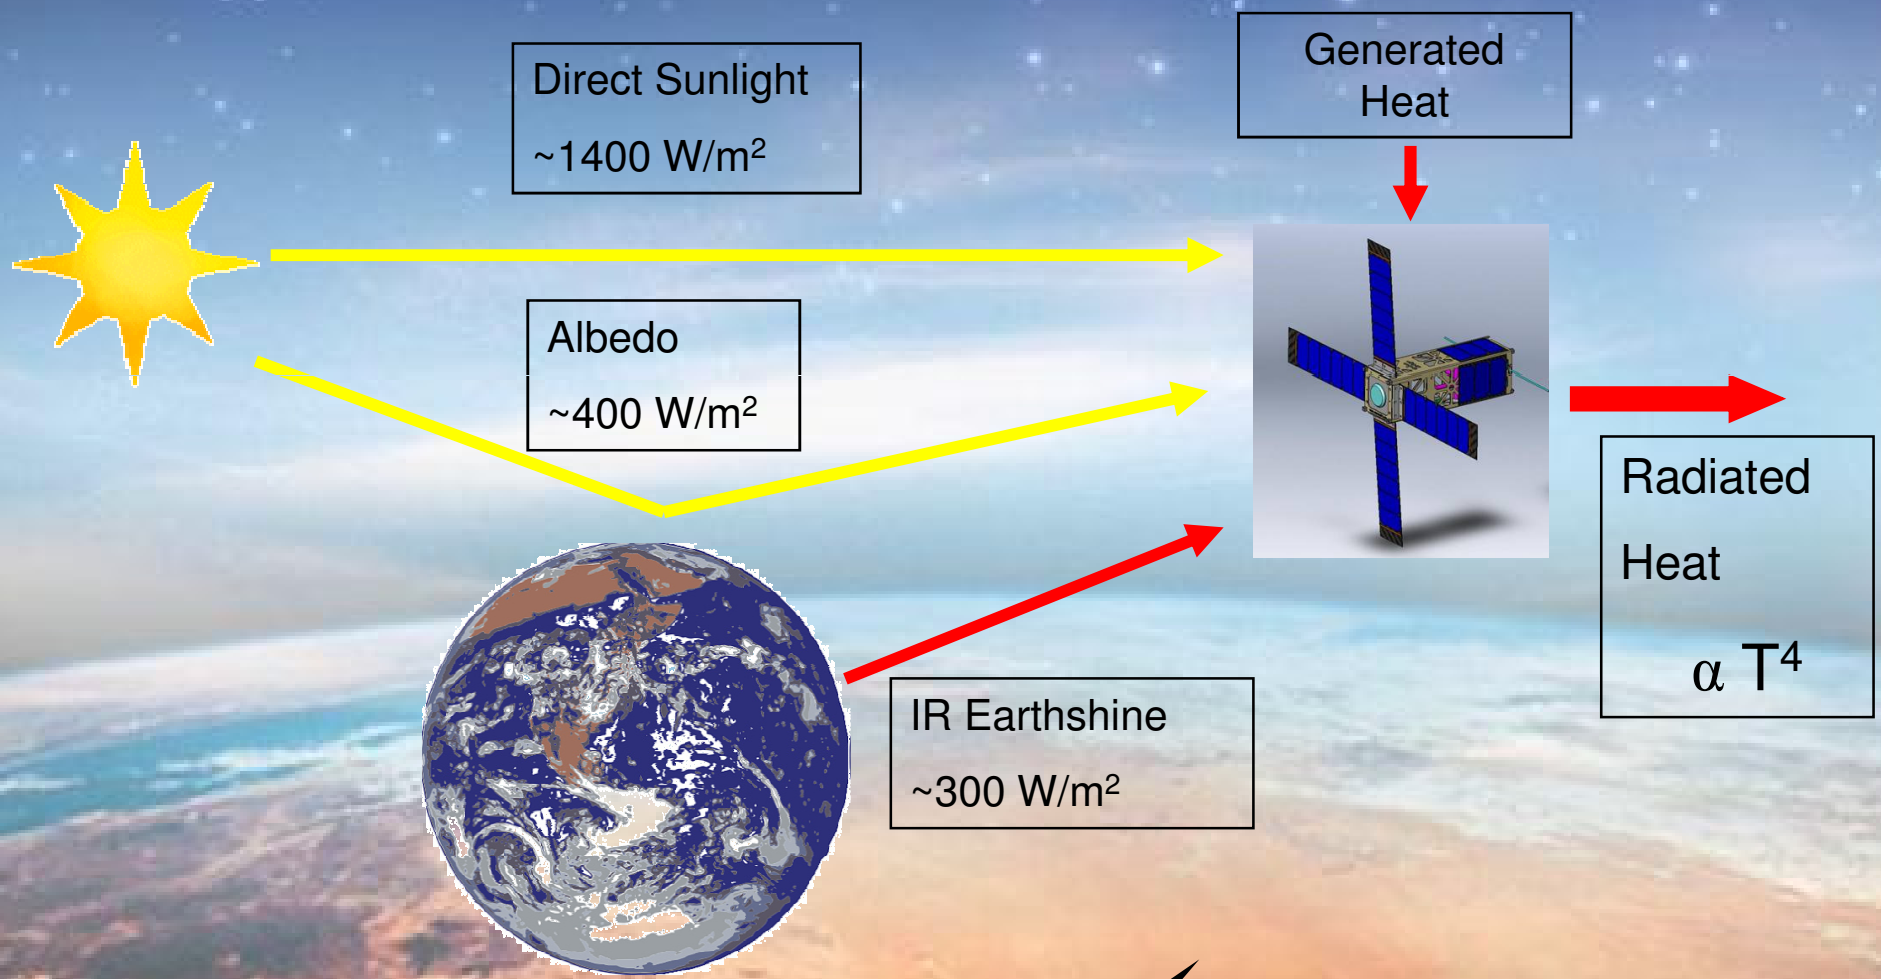 Direct Sunlight
~1400 W/m²
Generated
Heat
Albedo
~400 W/m²
Radiated
Heat
α T⁴
IR Earthshine
~300 W/m²